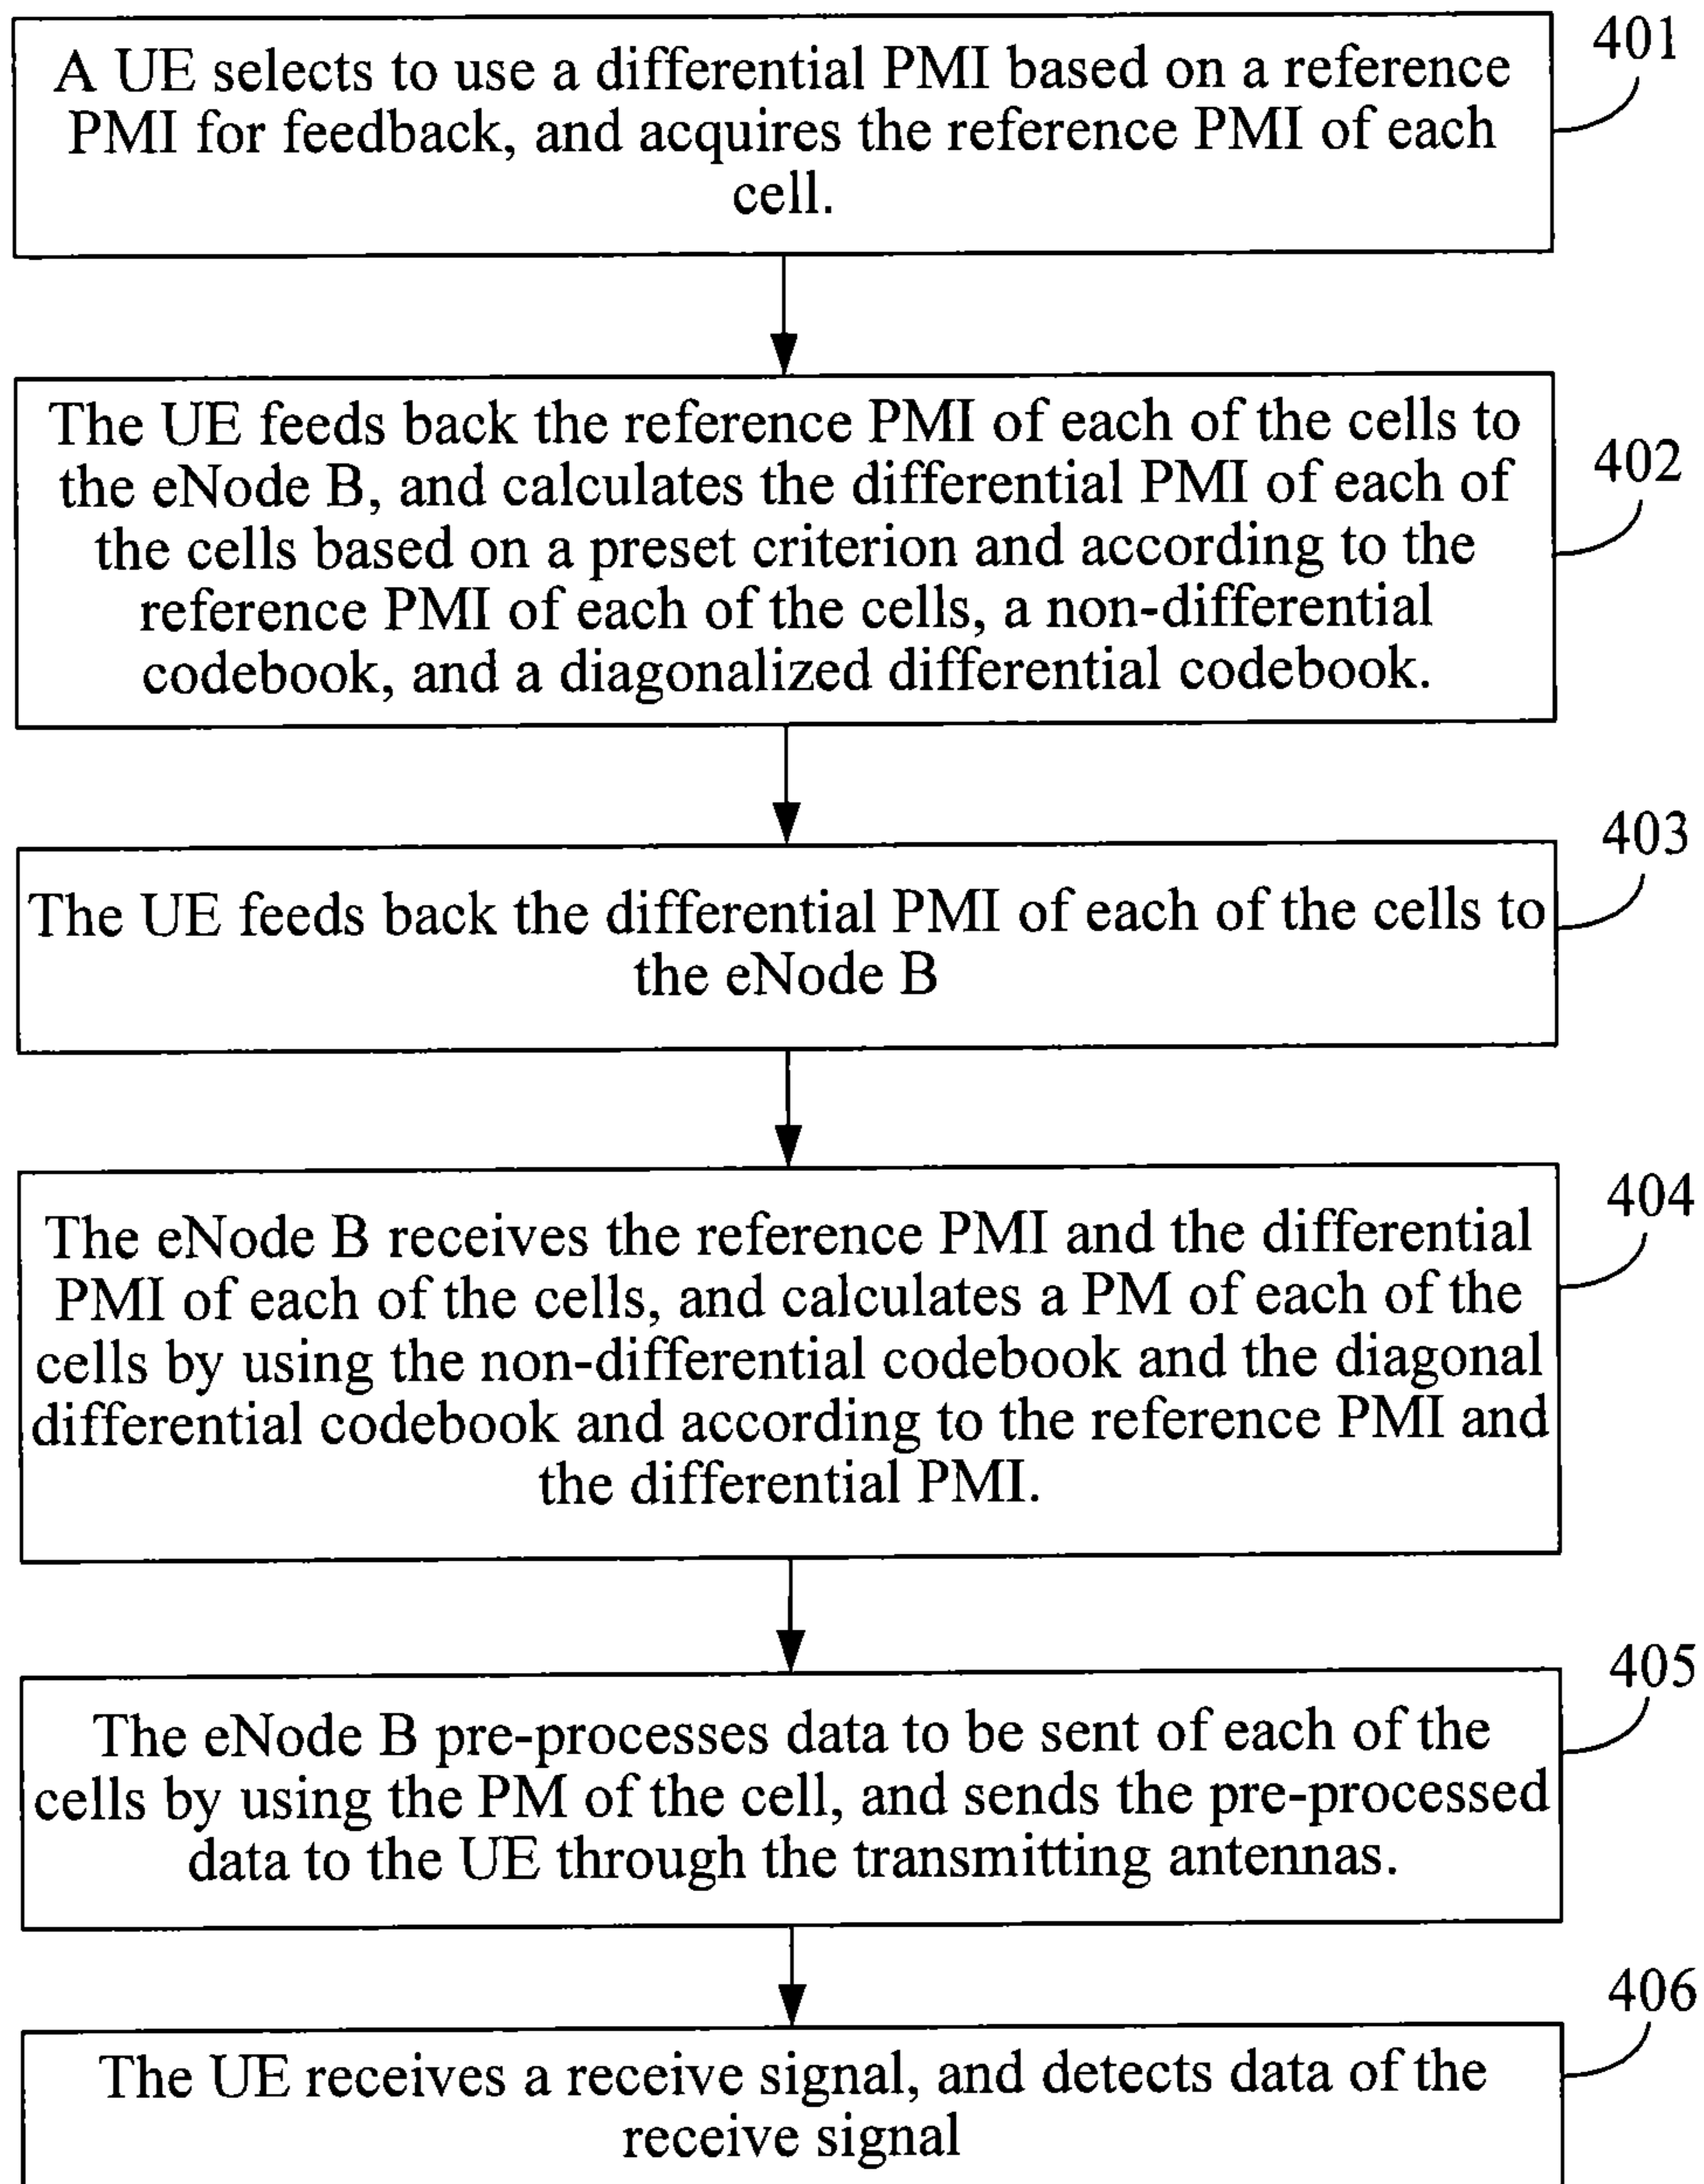 A UE selects to use a differential PMI based on a reference
PMI for feedback, and acquires the reference PMI of each
cell.
401
The UE feeds back the reference PMI of each of the cells to
the eNode B, and calculates the differential PMI of each of
the cells based on a preset criterion and according to the
reference PMI of each of the cells, a non-differential
codebook, and a diagonalized differential codebook.
402
The UE feeds back the differential PMI of each of the cells to
the eNode B
403
The eNode B receives the reference PMI and the differential
PMI of each of the cells, and calculates a PM of each of the
cells by using the non-differential codebook and the diagonal
differential codebook and according to the reference PMI and
the differential PMI.
404
The eNode B pre-processes data to be sent of each of the
cells by using the PM of the cell, and sends the pre-processed
data to the UE through the transmitting antennas.
405
The UE receives a receive signal, and detects data of the
receive signal
406